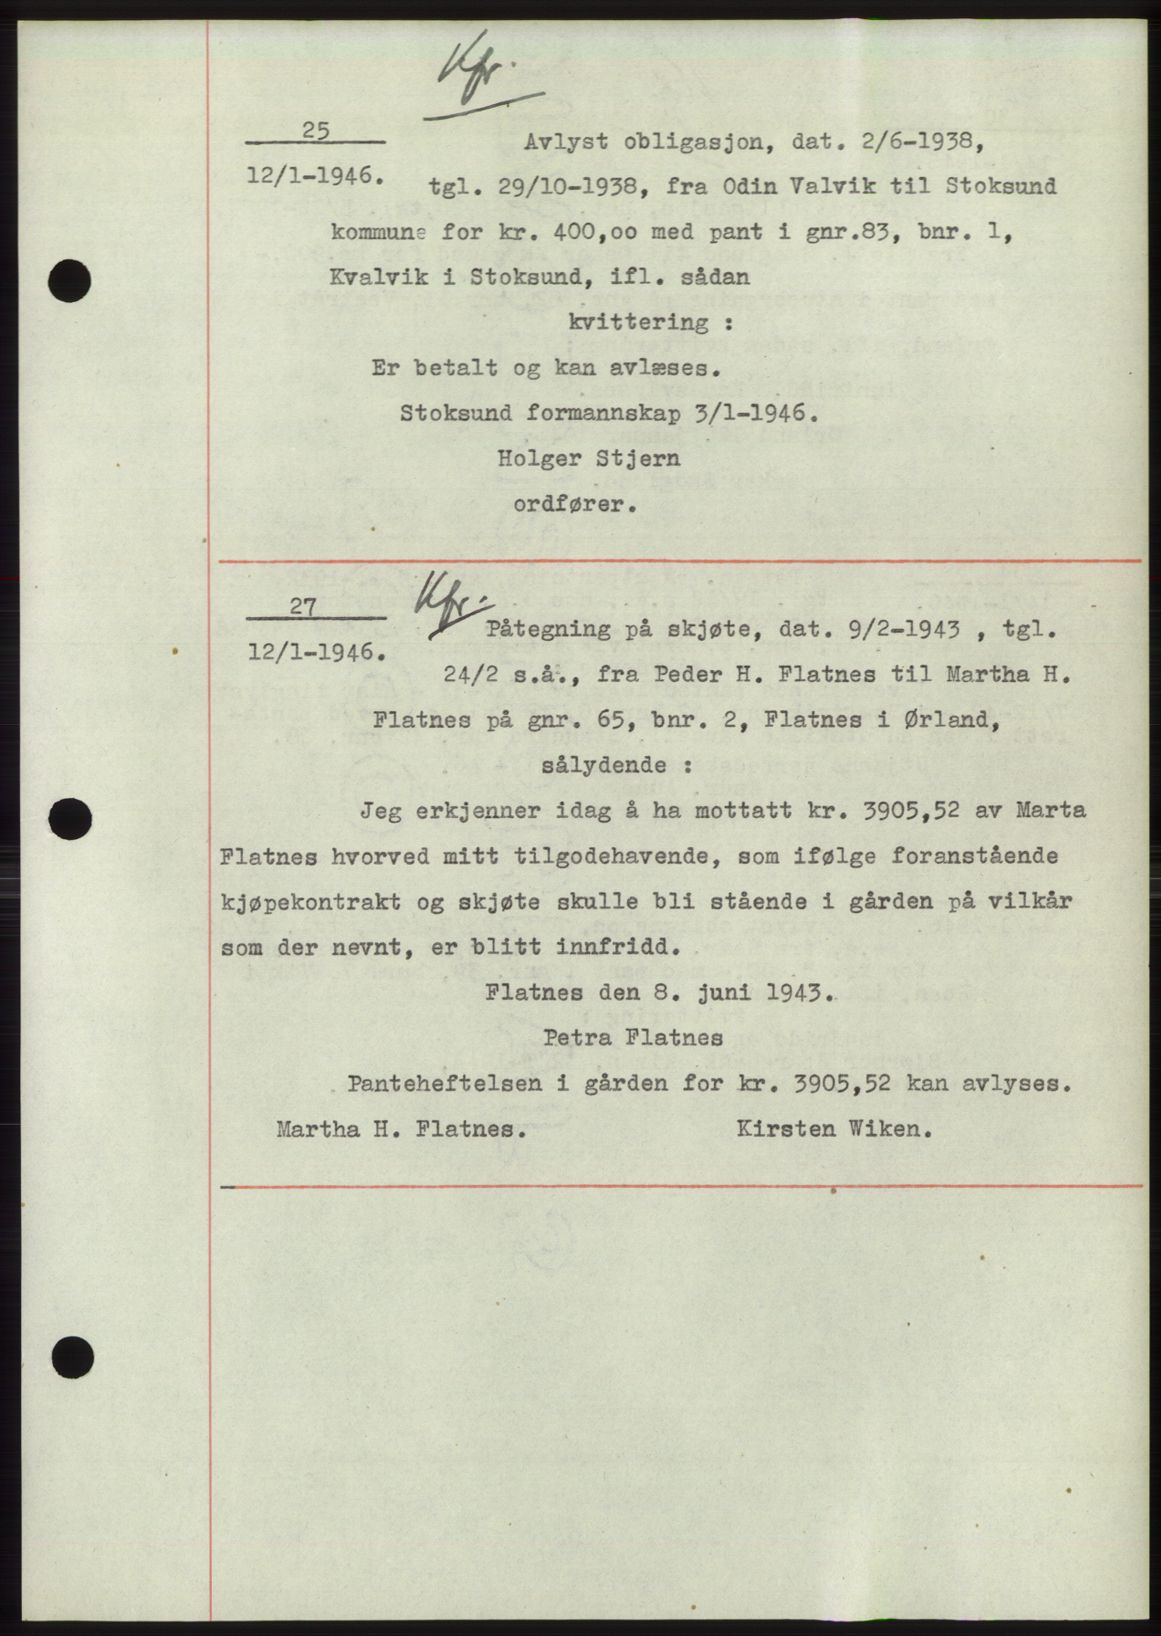 Kfr.
25
Avlyst obligasjon, dat. 2/6-1938,
12/1-1946.
tgl. 29/10-1938, fra Odin Valvik til Stoksund
kommune for kr. 400,oo med pant i gnr.83, bnr. 1,
Kvalvik i Stoksund, ifl. sådan
kvittering :
Er betalt og kan avlæses.
Stoksund formannskap 3/1-1946.
Holger Stjern
ordfører.
Kfr.
27
Påtegning på skjøte, dat. 9/2-1943 , tgl.
12/1-1946.
24/2 s.å., fra Peder H. Flatnes til Martha H.
Flatnes på gnr. 65, bnr. 2, Flatnes i Ørland,
sålydende :
Jeg erkjenner idag å ha mottatt kr. 3905,52 av Marta
Flatnes hvorved mitt tilgodehavende, som ifølge foranstående
kjøpekontrakt og skjøte skulle bli stående i gården på vilkår
som der nevnt, er blitt innfridd.
Flatnes den 8. juni 1943.
Petra Flatnes
Panteheftelsen i gården for kr. 3905,52 kan avlyses.
Martha H. Flatnes. Kirsten Wiken.